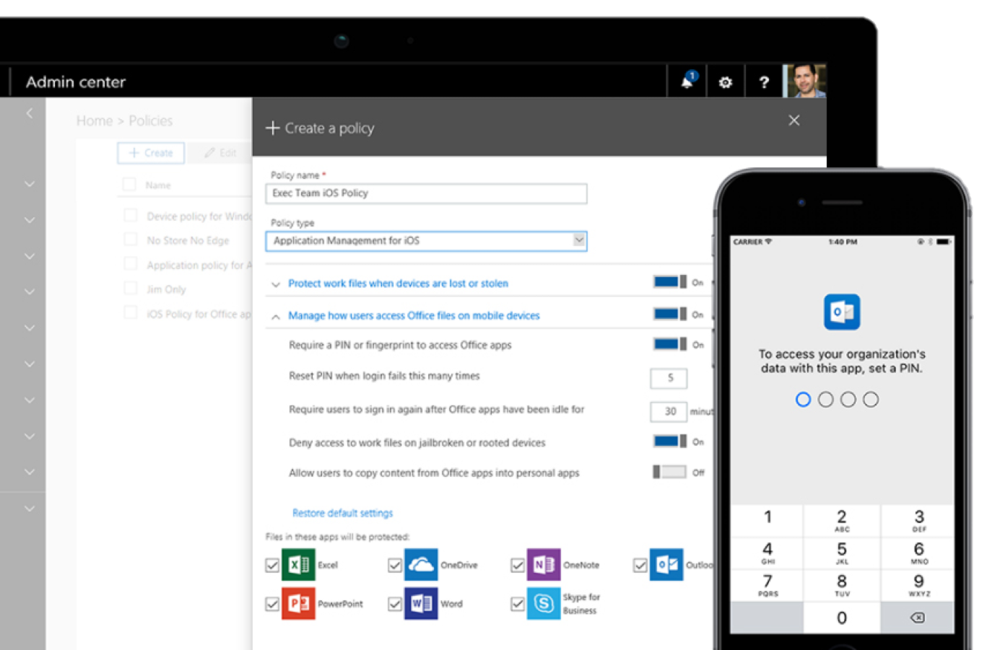 Admin center
1
?
Home > Policies
+ Create
Edit
Name
Device policy for Windo
No Store No Edge
Application policy for A
Jim Only
iOS Policy for Office ap
+ Create a policy
Policy name *
Exec Team iOS Policy
Policy type
Application Management for iOS
Protect work files when devices are lost or stolen
On
Manage how users access Office files on mobile devices
On
Require a PIN or fingerprint to access Office apps
On
Reset PIN when login fails this many times
5
Require users to sign in again after Office apps have been idle for
30 minut
Deny access to work files on jailbroken or rooted devices
On
Allow users to copy content from Office apps into personal apps
Off
Restore default settings
Files in these apps will be protected:
Excel
OneDrive
OneNote
Outloo
PowerPoint
Word
Skype for
Business
CARRIER
1:40 PM
To access your organization's
data with this app, set a PIN.
1
2
ABC
3
DEF
4
GHI
5
JKL
6
MNO
7
PQRS
8
TUV
9
WXYZ
0